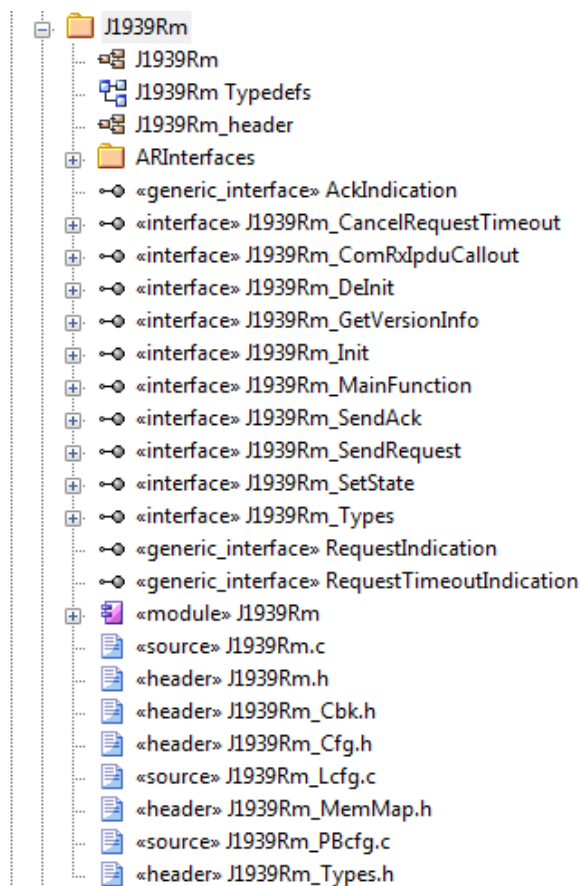 J1939Rm
J1939Rm
J1939Rm Typedefs
J1939Rm_header
ARInterfaces
«generic_interface» AckIndication
«interface» J1939Rm_CancelRequestTimeout
«interface» J1939Rm_ComRxIpduCallout
«interface» J1939Rm_DeInit
«interface» J1939Rm_GetVersionInfo
«interface» J1939Rm_Init
«interface» J1939Rm_MainFunction
«interface» J1939Rm_SendAck
«interface» J1939Rm_SendRequest
«interface» J1939Rm_SetState
«interface» J1939Rm_Types
«generic_interface» RequestIndication
«generic_interface» RequestTimeoutIndication
«module» J1939Rm
«source» J1939Rm.c
«header» J1939Rm.h
«header» J1939Rm_Cbk.h
«header» J1939Rm_Cfg.h
«source» J1939Rm_Lcfg.c
«header» J1939Rm_MemMap.h
«source» J1939Rm_PBcfg.c
«header» J1939Rm_Types.h